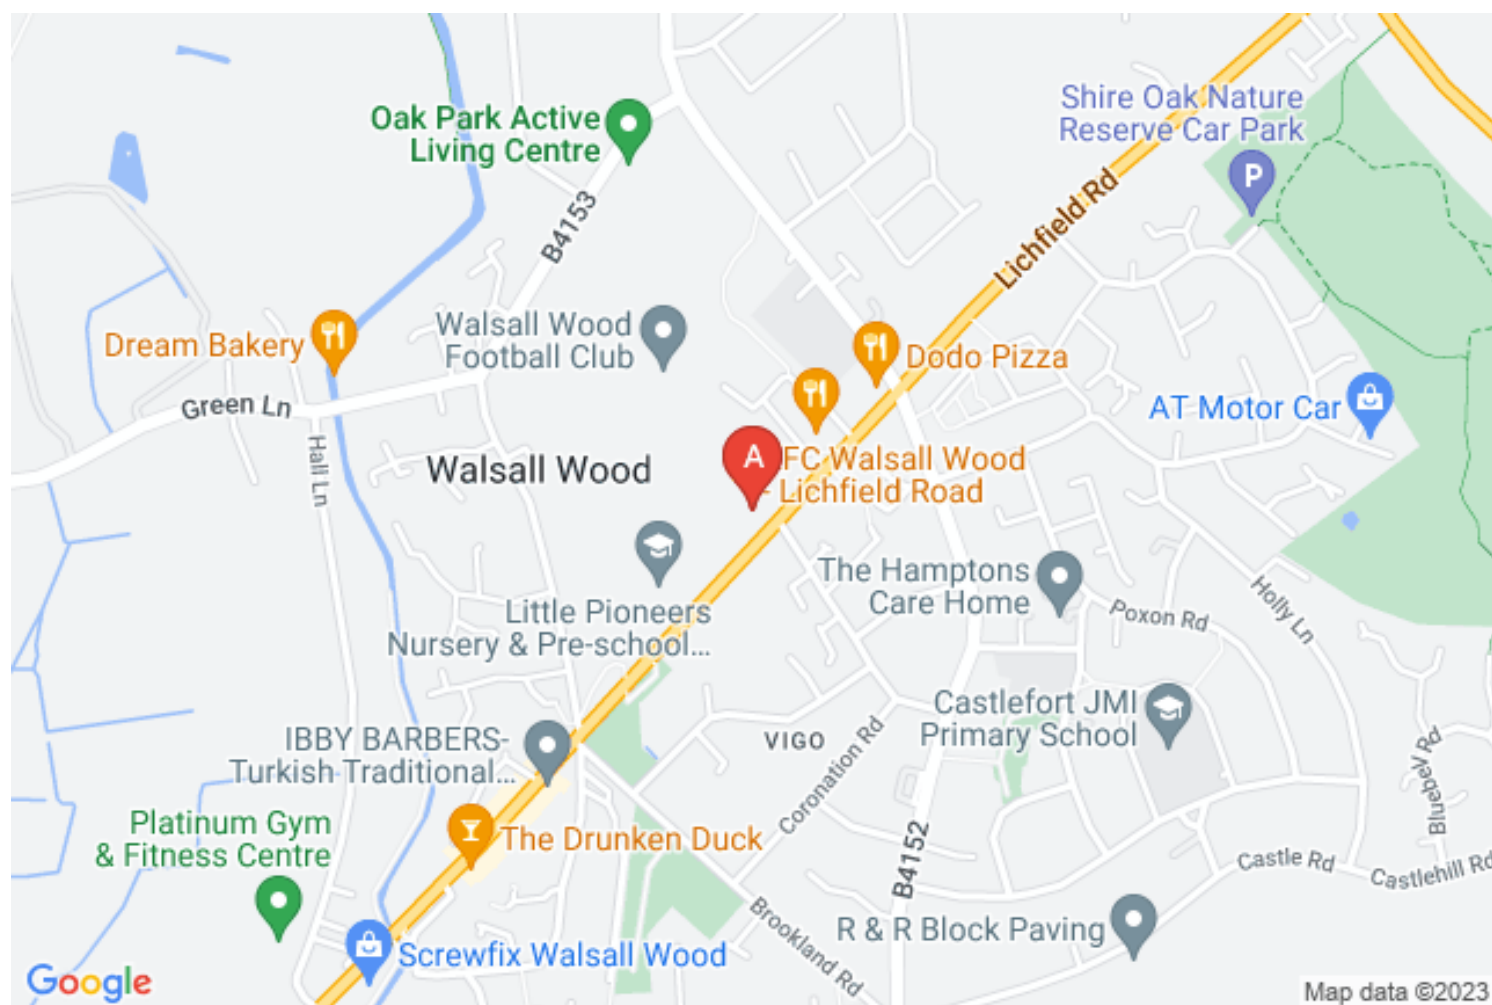 Shire Oak Nature
Reserve Car Park
P
Oak Park Active
Living Centre
Lichfield Rd
B4153
Walsall Wood
Football Club
Dream Bakery
Dodo Pizza
Green Ln
AT Motor Car
Hall Ln
Walsall Wood
A
FC Walsall Wood
- Lichfield Road
The Hamptons
Care Home
Little Pioneers
Nursery & Pre-school...
Poxon Rd
Holly Ln
Castlefort JMI
Primary School
VIGO
Coronation Rd
IBBY BARBERS-
Turkish Traditional...
Bluebell Rd
Platinum Gym
& Fitness Centre
The Drunken Duck
B4152
Castle Rd
Castlehill Rd
Brookland Rd
R & R Block Paving
Screwfix Walsall Wood
Google
Map data ©2023